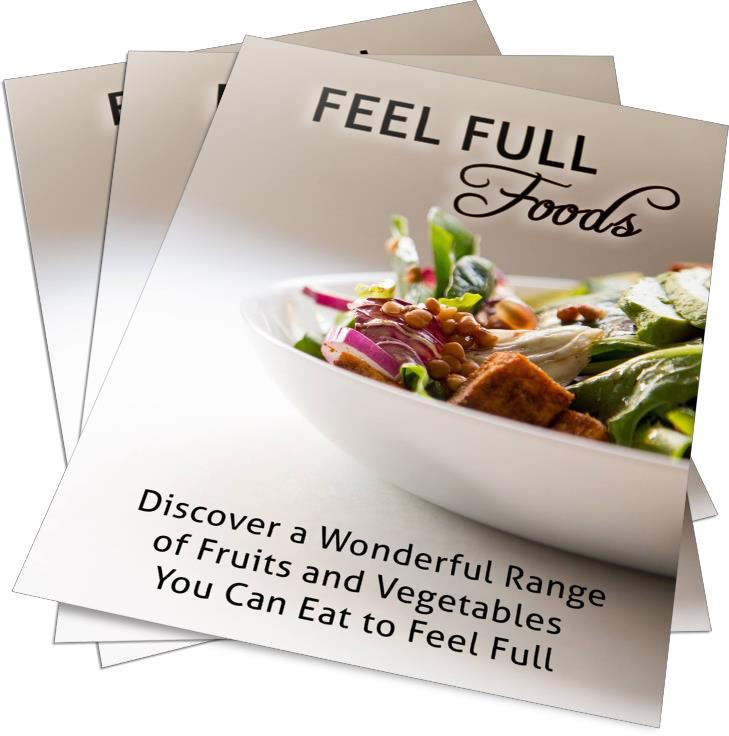 FEEL FULL
Foods
Discover a Wonderful Range
of Fruits and Vegetables
You Can Eat to Feel Full